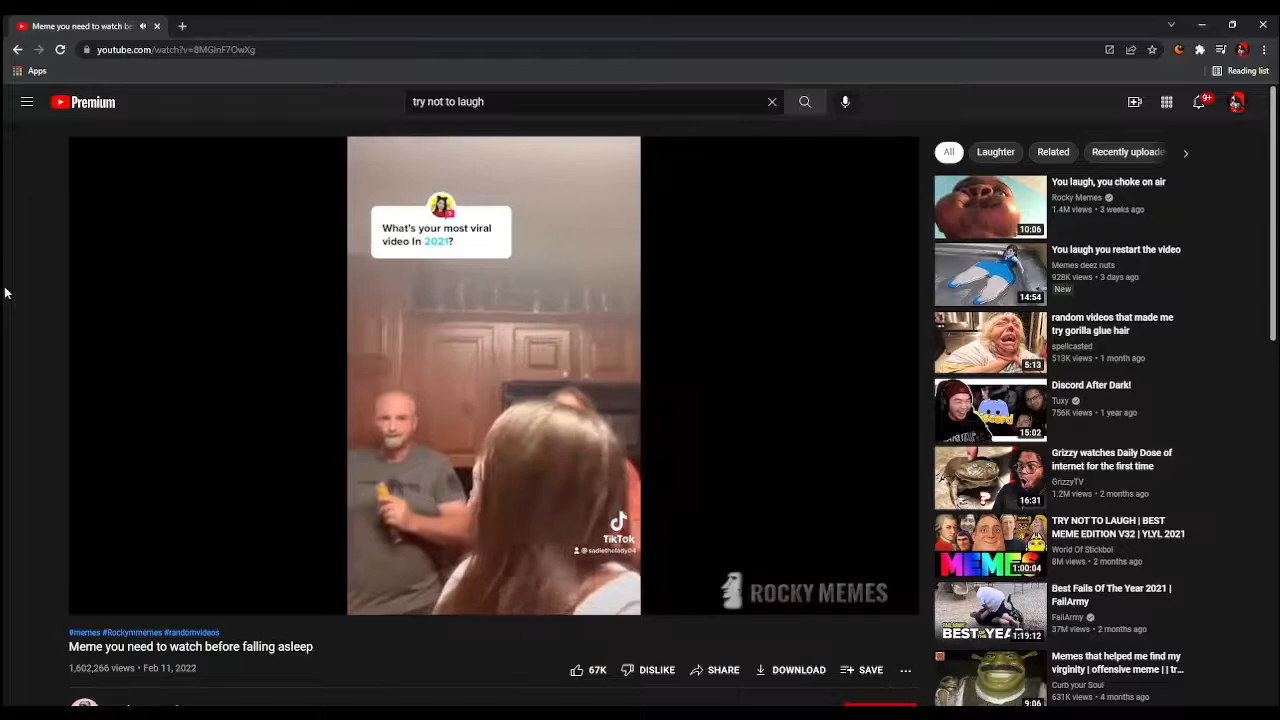 Meme you need to watch be
youtube.com/watch?v=8MGlnF7OwXg
Apps
Reading list
Premium
try not to laugh
9+
What's your most viral
video In 2021?
TikTok
@sadiethelady04
ROCKY MEMES
#memes #Rockymmemes #randomvideos
Meme you need to watch before falling asleep
1,602,266 views • Feb 11, 2022
67K
DISLIKE
SHARE
DOWNLOAD
SAVE
All
Laughter
Related
Recently uploade
10:06
You laugh, you choke on air
Rocky Memes
1.4M views • 3 weeks ago
14:54
You laugh you restart the video
Memes deez nuts
928K views • 3 days ago
New
5:13
random videos that made me
try gorilla glue hair
spellcasted
513K views • 1 month ago
Discord
15:02
Discord After Dark!
Tuxy
756K views • 1 year ago
?
16:31
Grizzy watches Daily Dose of
internet for the first time
GrizzyTV
1.2M views • 2 months ago
MEMES
1:00:04
TRY NOT TO LAUGH | BEST
MEME EDITION V32 | YLYL 2021
World Of Stickboi
8M views • 2 months ago
BEST YEA
1:19:12
Best Fails Of The Year 2021 |
FailArmy
FailArmy
37M views • 2 months ago
9:06
Memes that helped me find my
virginity | offensive meme | | tr...
Curb your Soul
631K views • 4 months ago